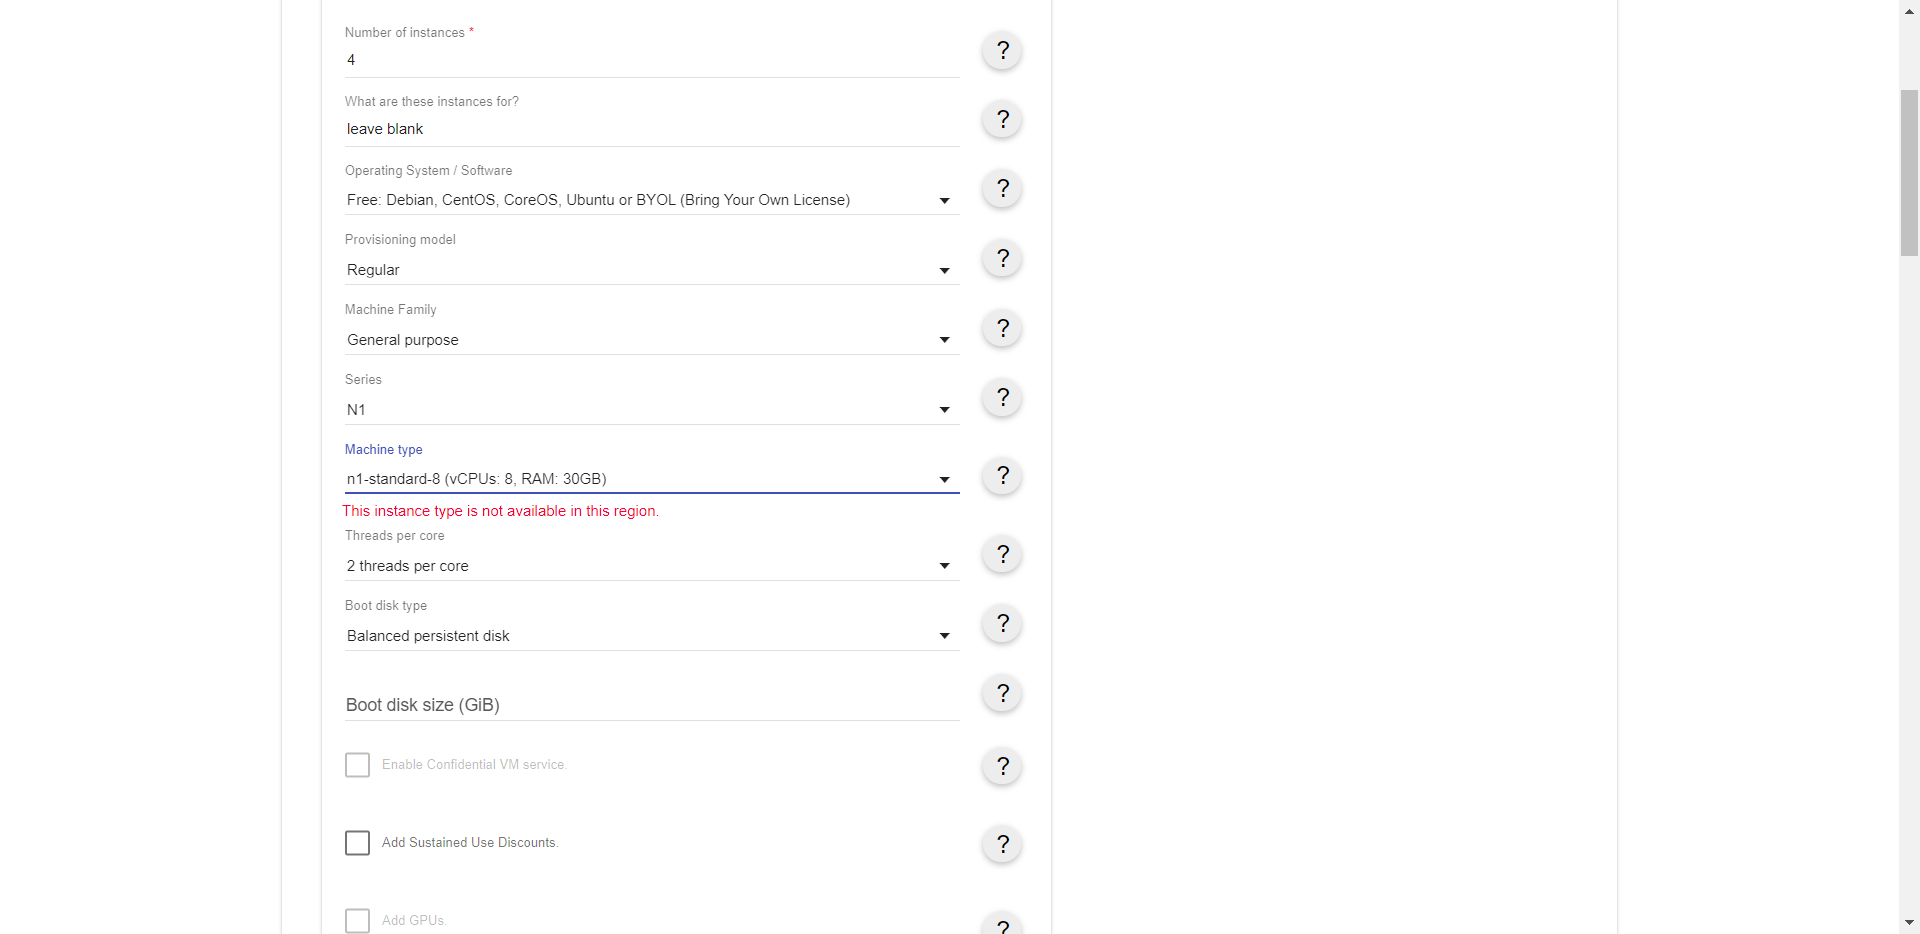 Number of instances *
4
?
What are these instances for?
leave blank
?
Operating System / Software
Free: Debian, CentOS, CoreOS, Ubuntu or BYOL (Bring Your Own License)
?
Provisioning model
Regular
?
Machine Family
General purpose
?
Series
N1
?
Machine type
n1-standard-8 (vCPUs: 8, RAM: 30GB)
?
This instance type is not available in this region.
Threads per core
2 threads per core
?
Boot disk type
Balanced persistent disk
?
Boot disk size (GiB)
?
Enable Confidential VM service.
?
Add Sustained Use Discounts.
?
Add GPUs.
?